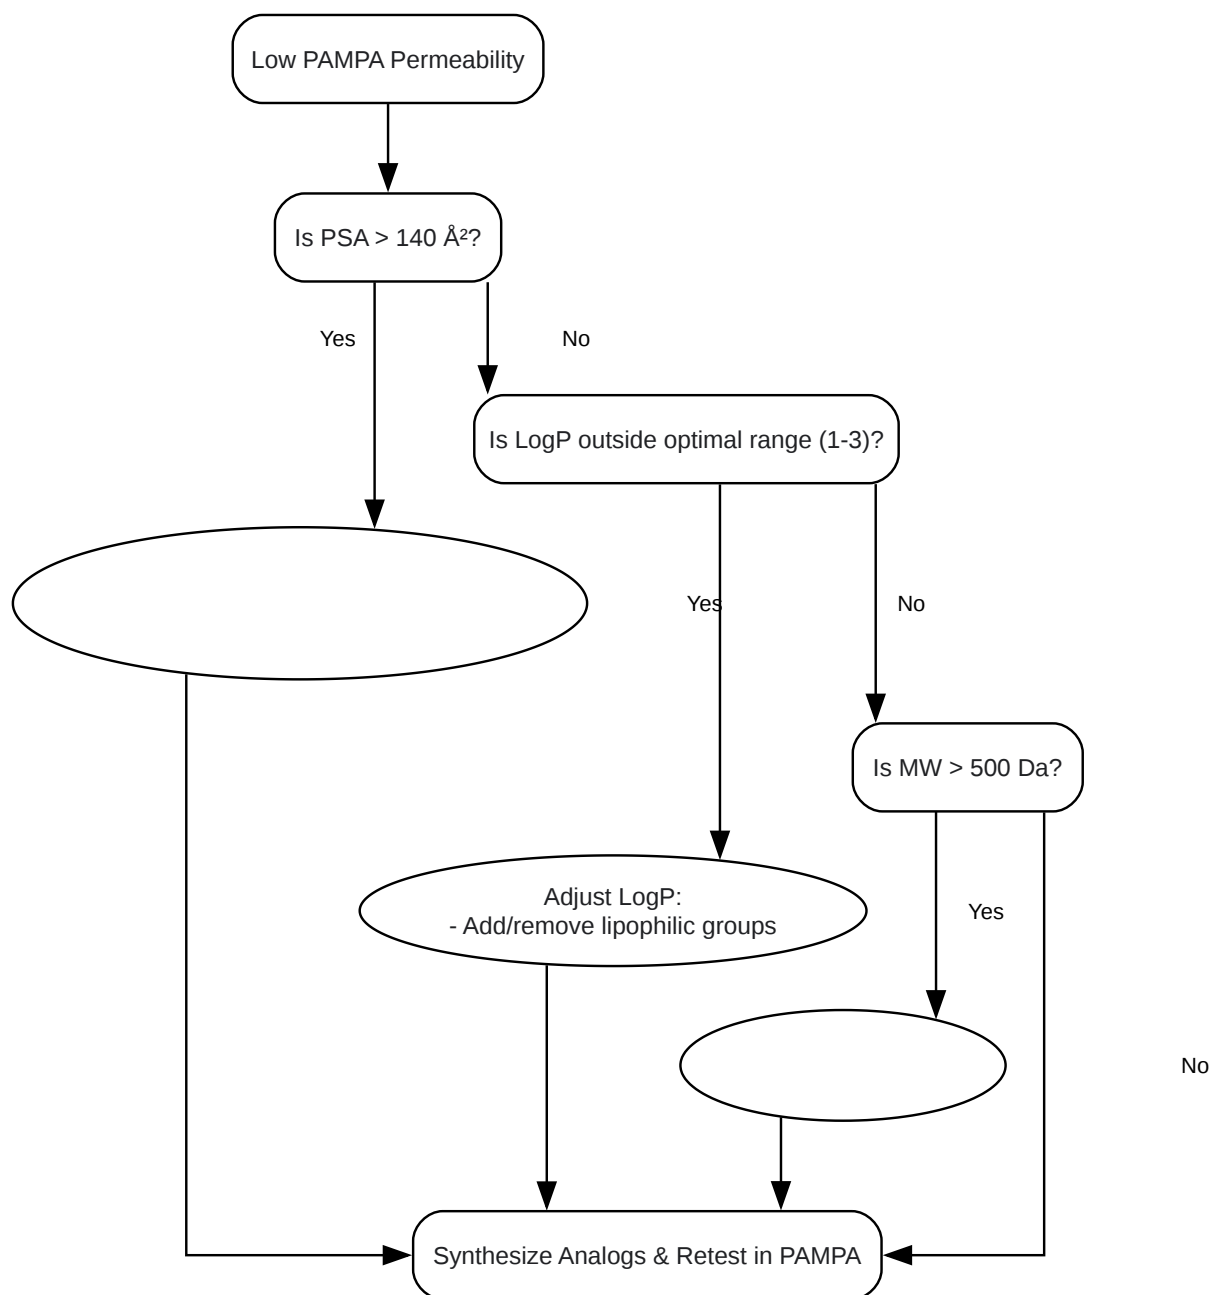 Low PAMPA Permeability
Is PSA > 140 Å²?
Yes
No
Is LogP outside optimal range (1-3)?
Yes
No
Is MW > 500 Da?
Adjust LogP:
- Add/remove lipophilic groups
Yes
No
Synthesize Analogs & Retest in PAMPA